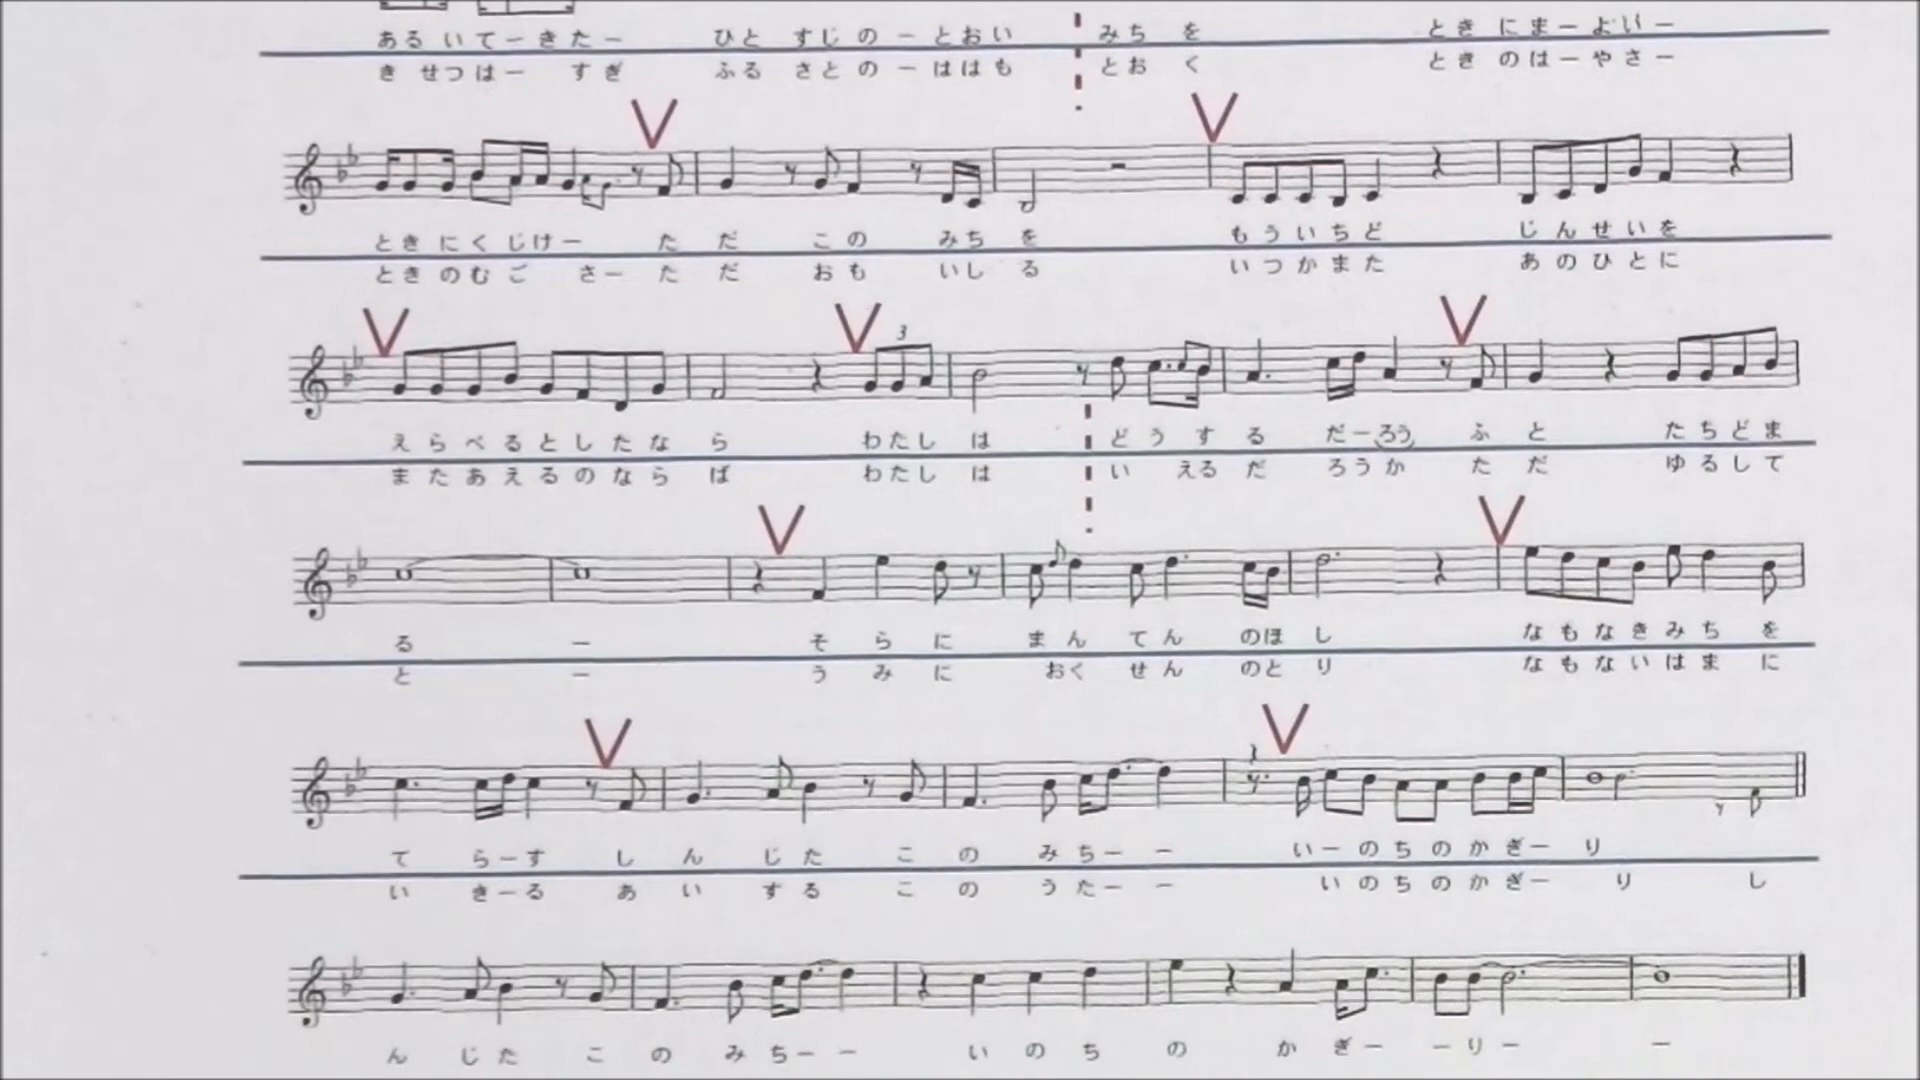 あるいてーきたー ひとすじのーとおい みちを ときにまーよいー
きせつはー すぎ ふるさとのーははも とおく ときのはーやさー
ときにくじけー ただ このみちを もういちど じんせいを
ときのむごさー ただ おもいしる いつかまた あのひとに
3
えらべるとしたなら わたしは どうする だーろう ふと たちどま
またあえるのならば わたしは いえるだろうか ただ ゆるして
るー そらに まんてんのほし なもなきみちを
とー うみに おくせんのとり なもないはまに
てらーす しんじた このみちーー いーのちのかぎーり
いきーる あいする このうたーー いのちのかぎーり し
んじた このみちーー いのちの かぎーーりー ー